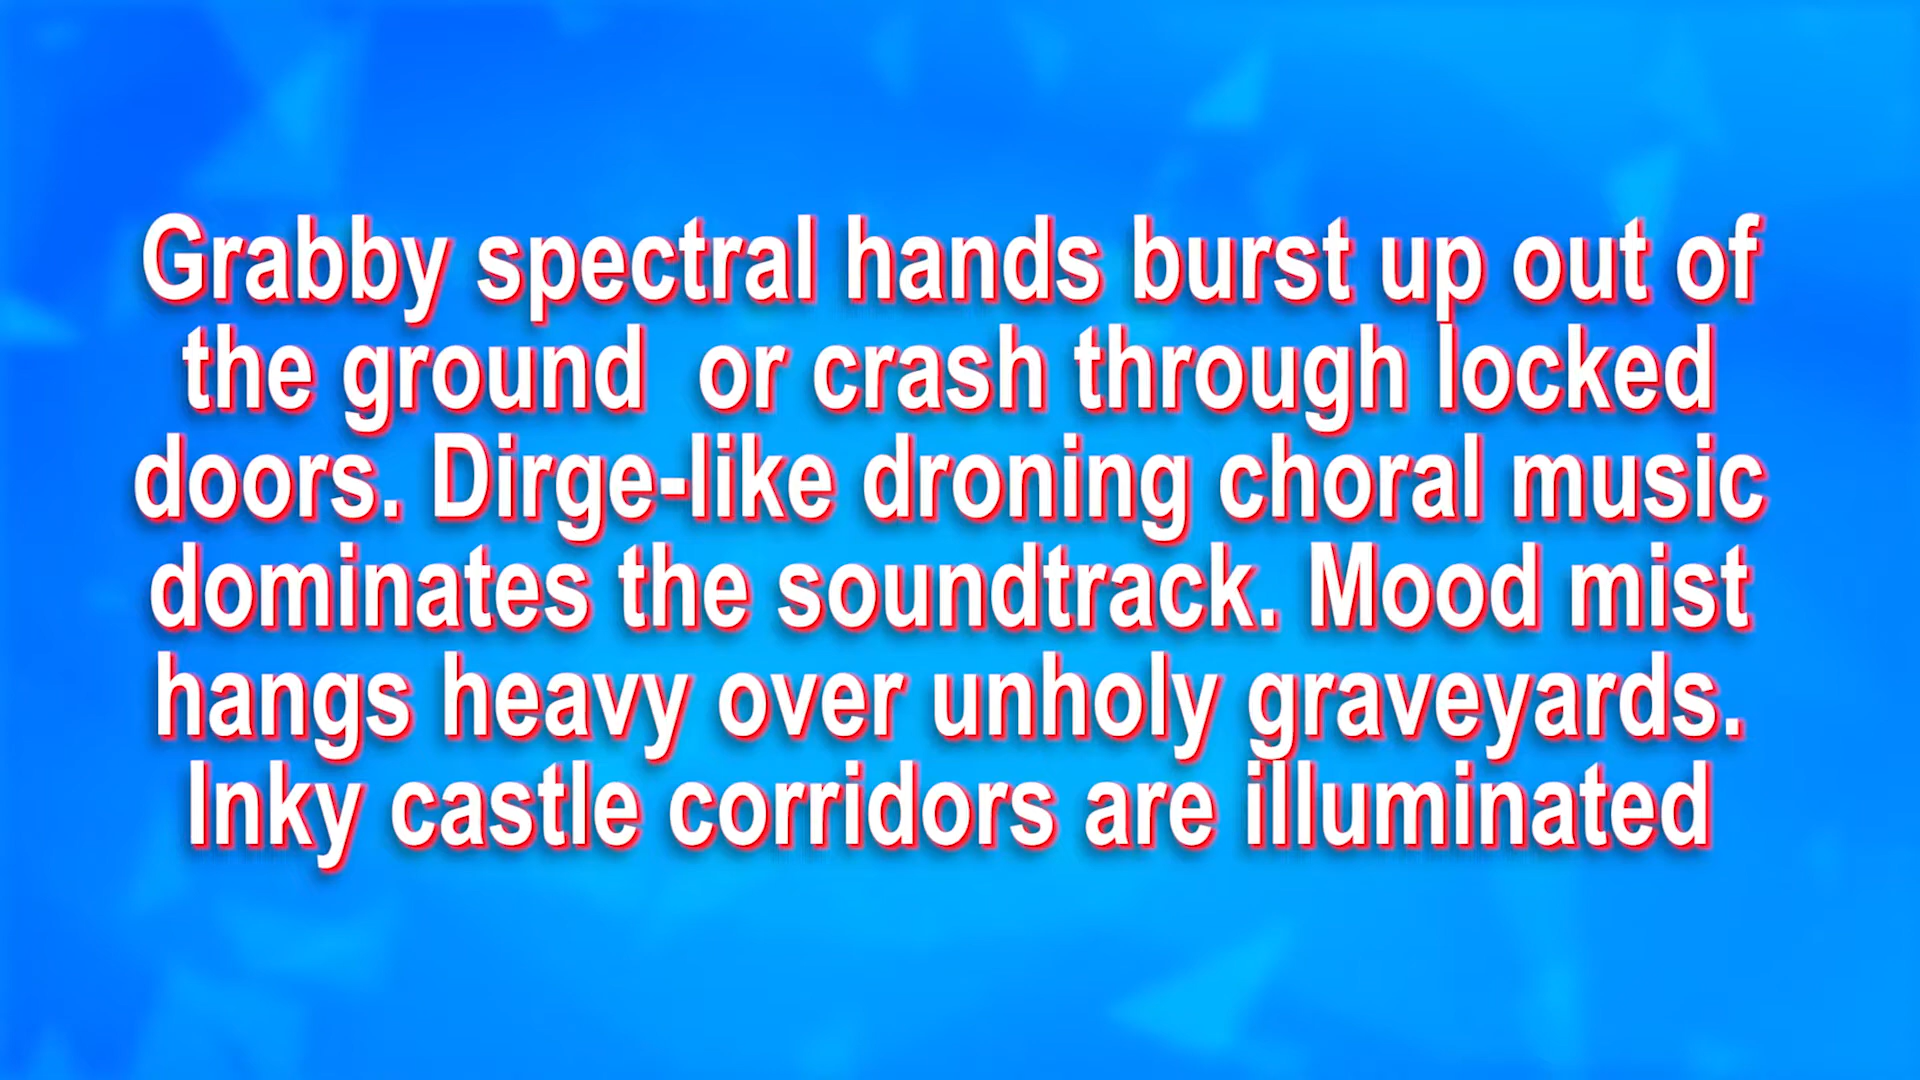 Grabby spectral hands burst up out of
the ground  or crash through locked
doors. Dirge-like droning choral music
dominates the soundtrack. Mood mist
hangs heavy over unholy graveyards.
Inky castle corridors are illuminated